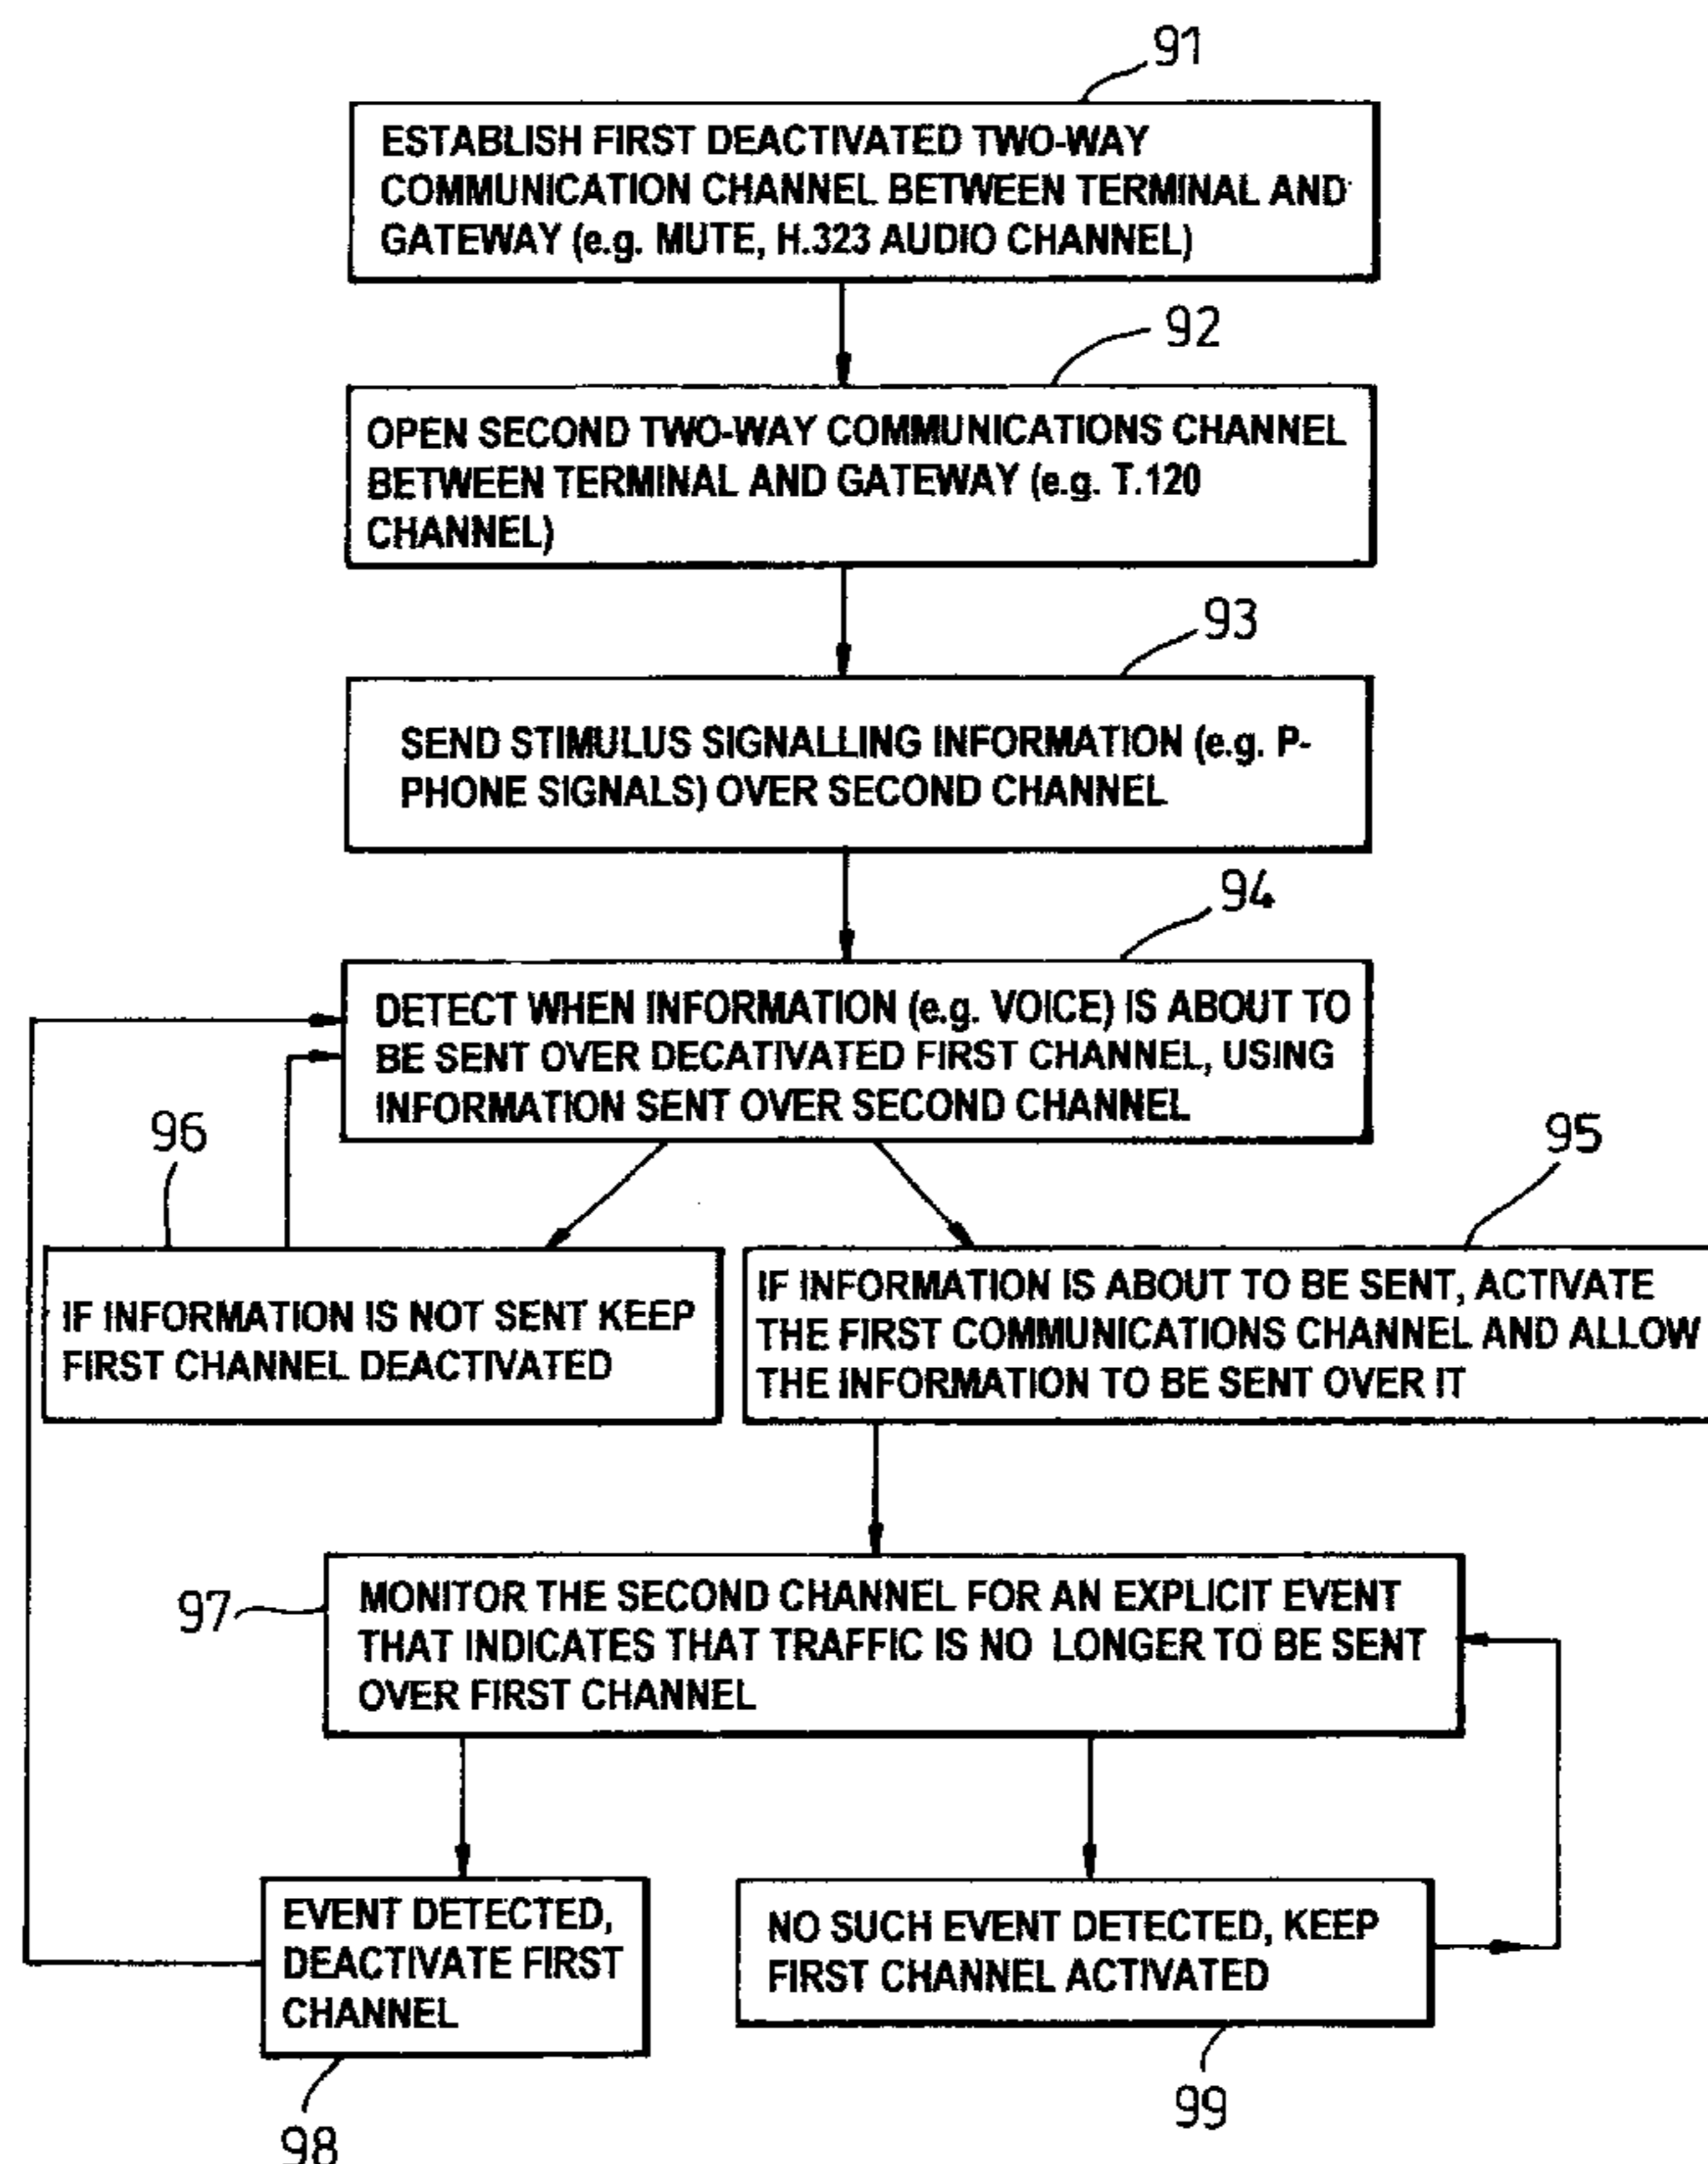 91
ESTABLISH FIRST DEACTIVATED TWO-WAY
COMMUNICATION CHANNEL BETWEEN TERMINAL AND
GATEWAY (e.g. MUTE, H.323 AUDIO CHANNEL)
92
OPEN SECOND TWO-WAY COMMUNICATIONS CHANNEL
BETWEEN TERMINAL AND GATEWAY (e.g. T.120
CHANNEL)
93
SEND STIMULUS SIGNALLING INFORMATION (e.g. P-
PHONE SIGNALS) OVER SECOND CHANNEL
94
DETECT WHEN INFORMATION (e.g. VOICE) IS ABOUT TO
BE SENT OVER DECATIVATED FIRST CHANNEL, USING
INFORMATION SENT OVER SECOND CHANNEL
96
IF INFORMATION IS NOT SENT KEEP
FIRST CHANNEL DEACTIVATED
95
IF INFORMATION IS ABOUT TO BE SENT, ACTIVATE
THE FIRST COMMUNICATIONS CHANNEL AND ALLOW
THE INFORMATION TO BE SENT OVER IT
97
MONITOR THE SECOND CHANNEL FOR AN EXPLICIT EVENT
THAT INDICATES THAT TRAFFIC IS NO LONGER TO BE SENT
OVER FIRST CHANNEL
EVENT DETECTED,
DEACTIVATE FIRST
CHANNEL
98
NO SUCH EVENT DETECTED, KEEP
FIRST CHANNEL ACTIVATED
99